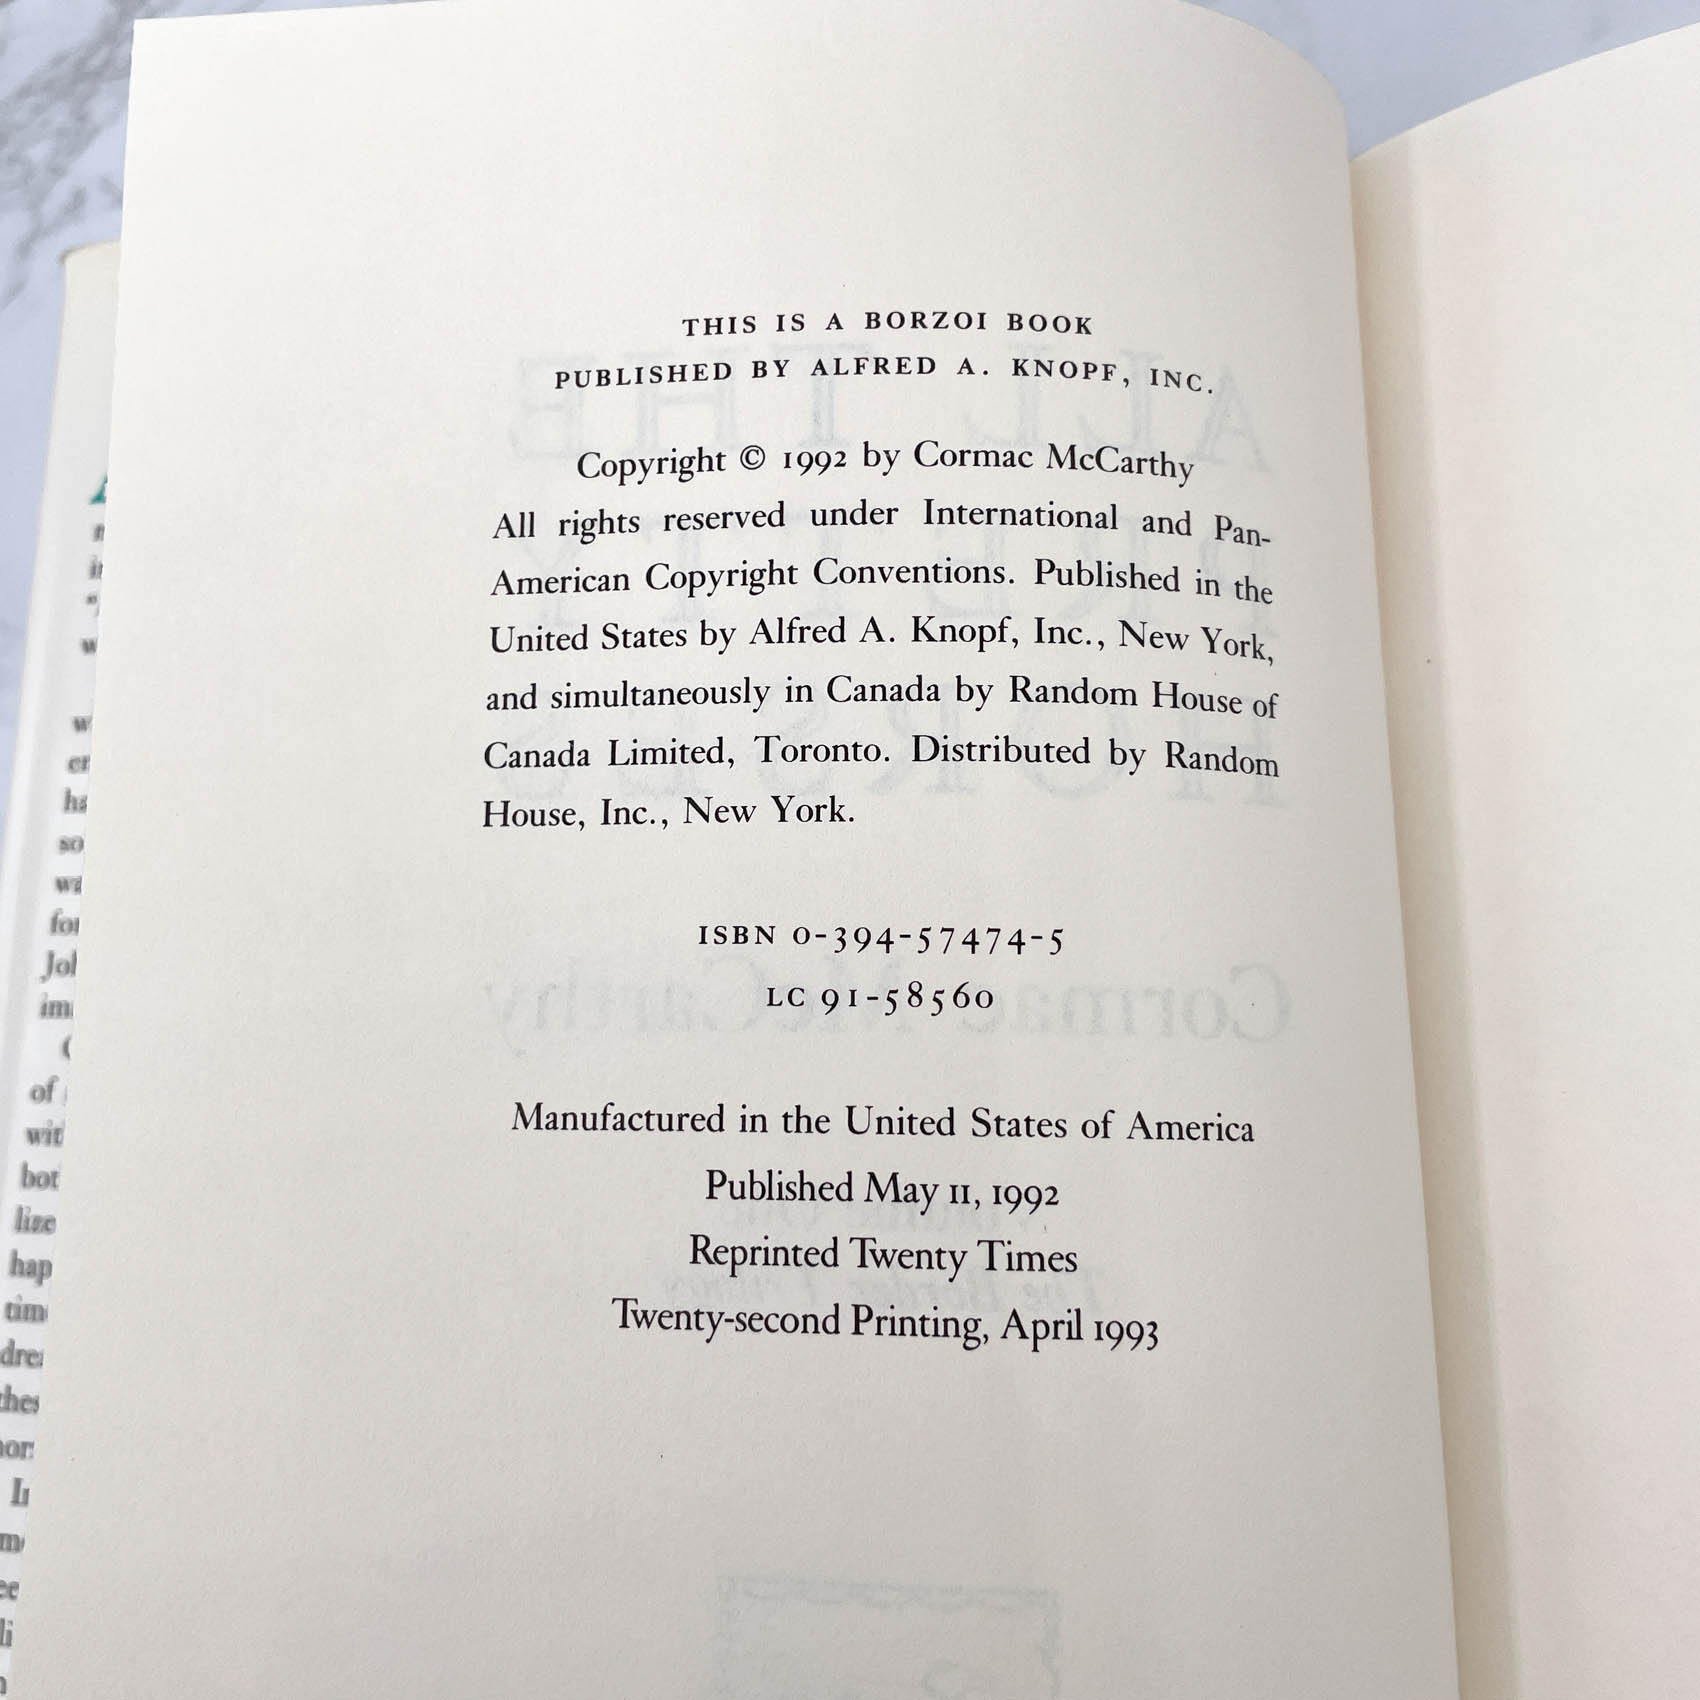 THIS IS A BORZOI BOOK
PUBLISHED BY ALFRED A. KNOPF, INC.
Copyright © 1992 by Cormac McCarthy
All rights reserved under International and Pan-
American Copyright Conventions. Published in the
United States by Alfred A. Knopf, Inc., New York,
and simultaneously in Canada by Random House of
Canada Limited, Toronto. Distributed by Random
House, Inc., New York.
ISBN 0-394-57474-5
LC 91-58560
Manufactured in the United States of America
Published May 11, 1992
Reprinted Twenty Times
Twenty-second Printing, April 1993